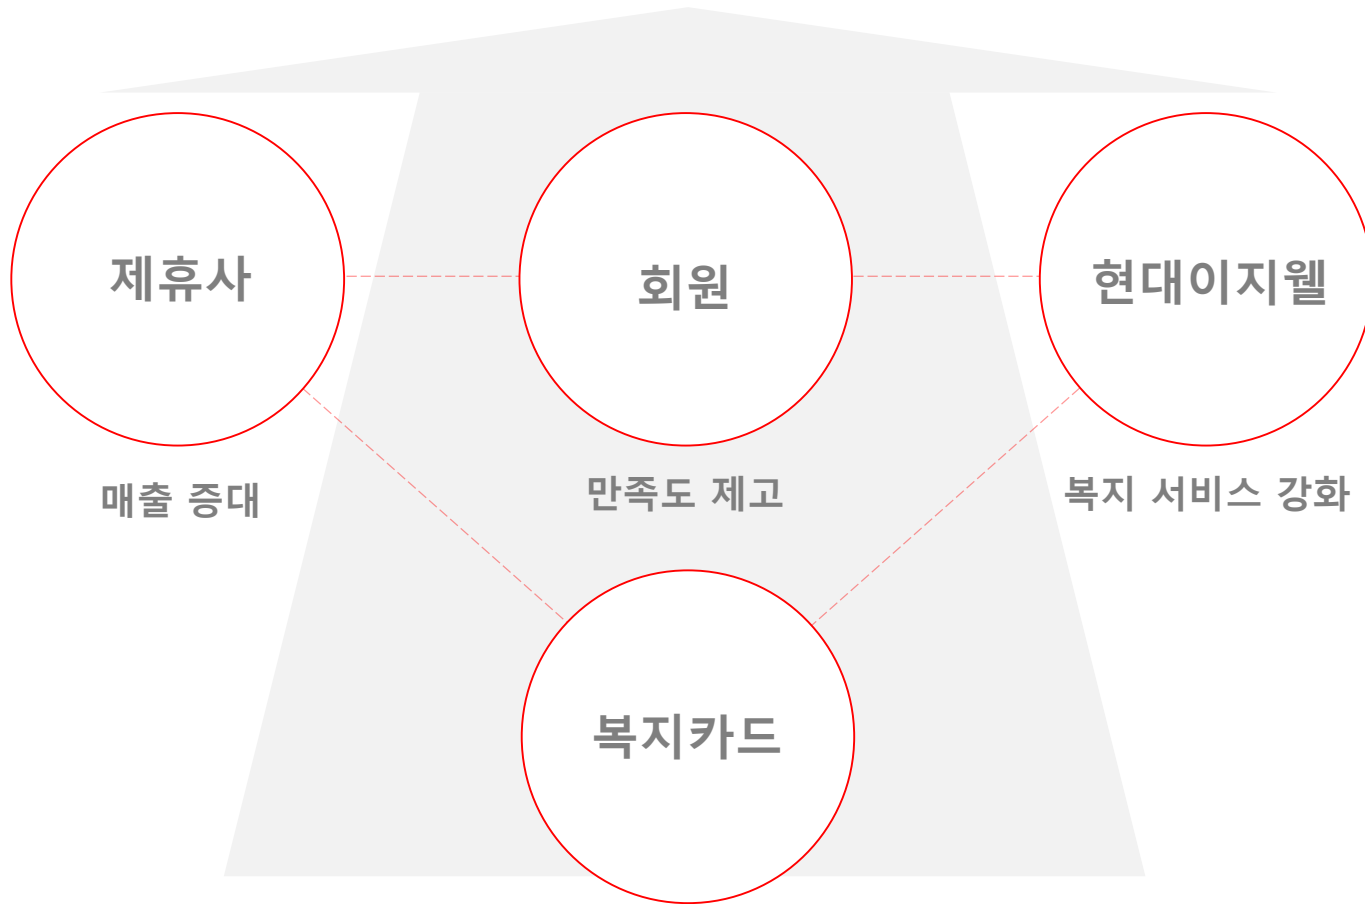 제휴사
회원
현대이지웰
매출 증대
만족도 제고
복지 서비스 강화
복지카드